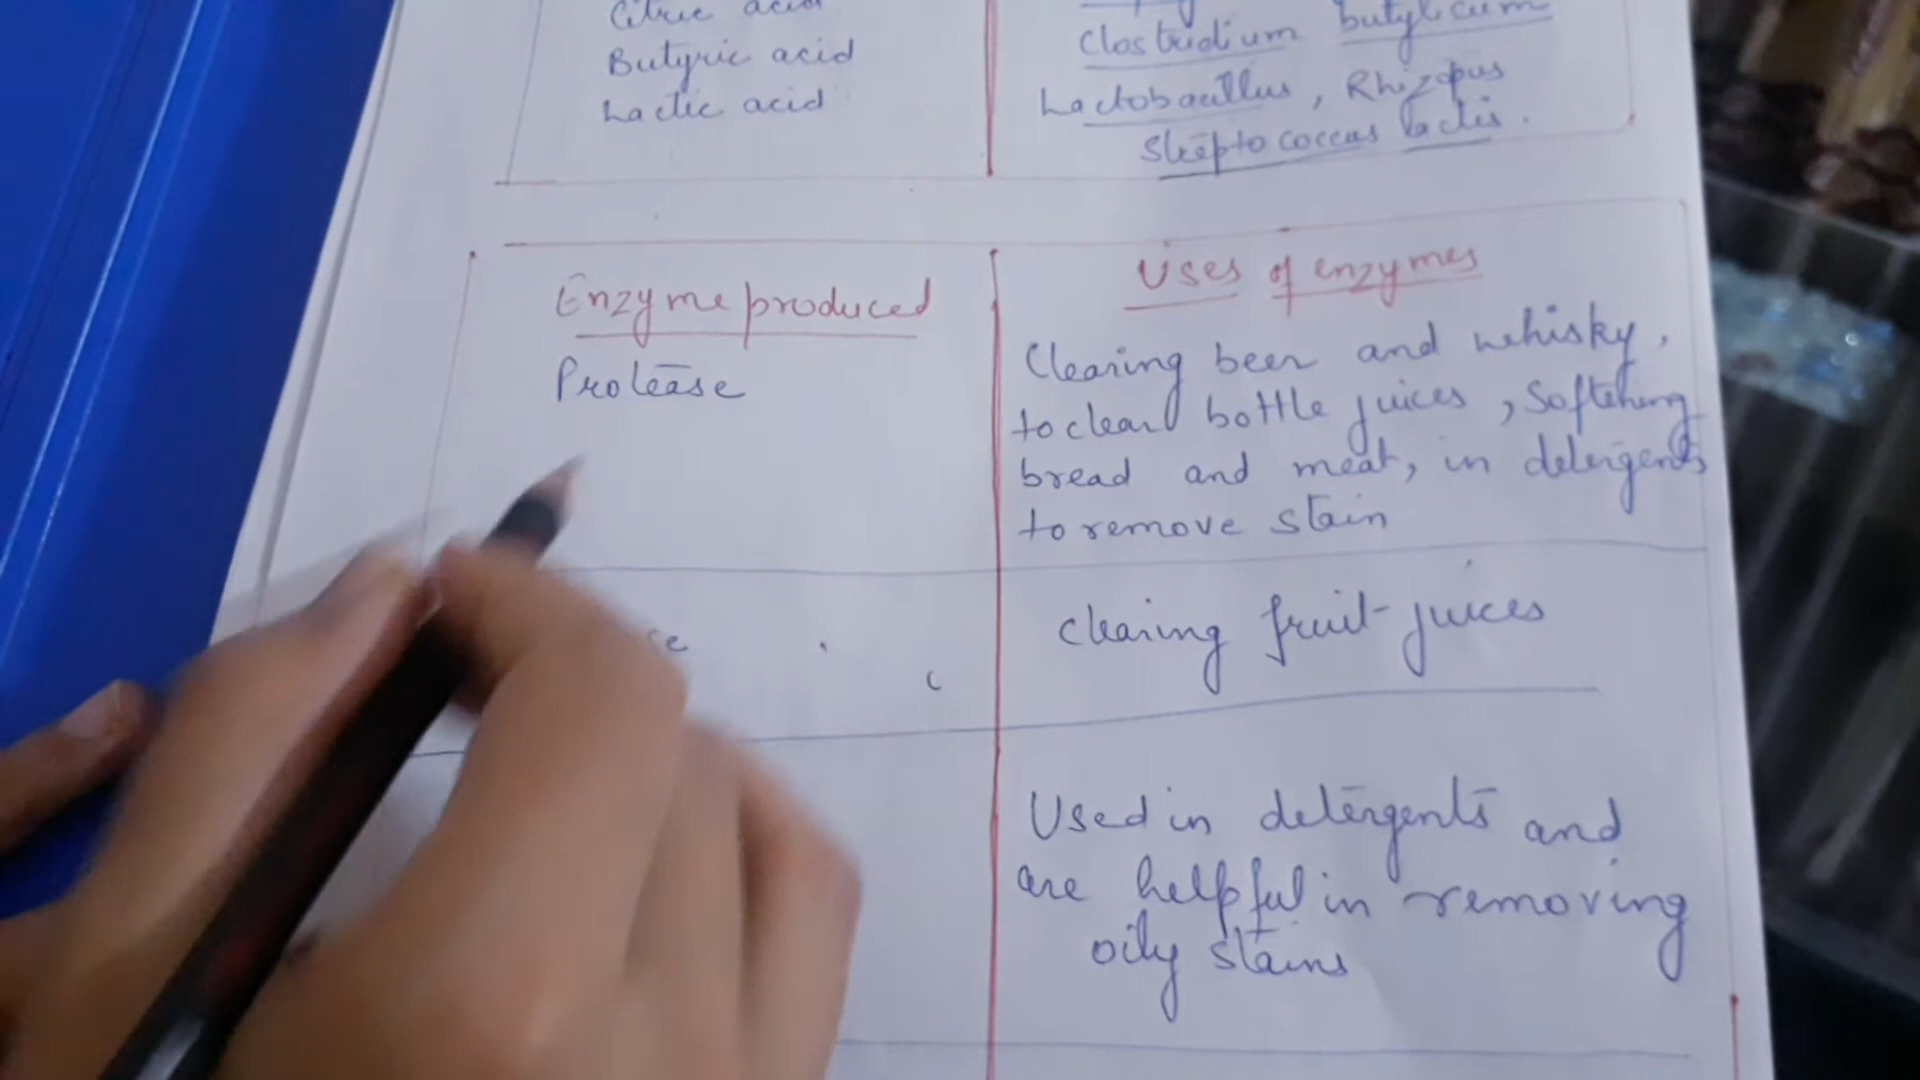 Citric acid
Butyric acid
Lactic acid
Clostridium butylicum
Lactobacillus, Rhizopus
Streptococcus lactis.
Enzyme produced
Protease
Uses of enzymes
Clearing beer and whisky,
to clear bottle juices, Softening
bread and meat, in detergents
to remove stain
clearing fruit juices
Used in detergents and
are helpful in removing
oily stains